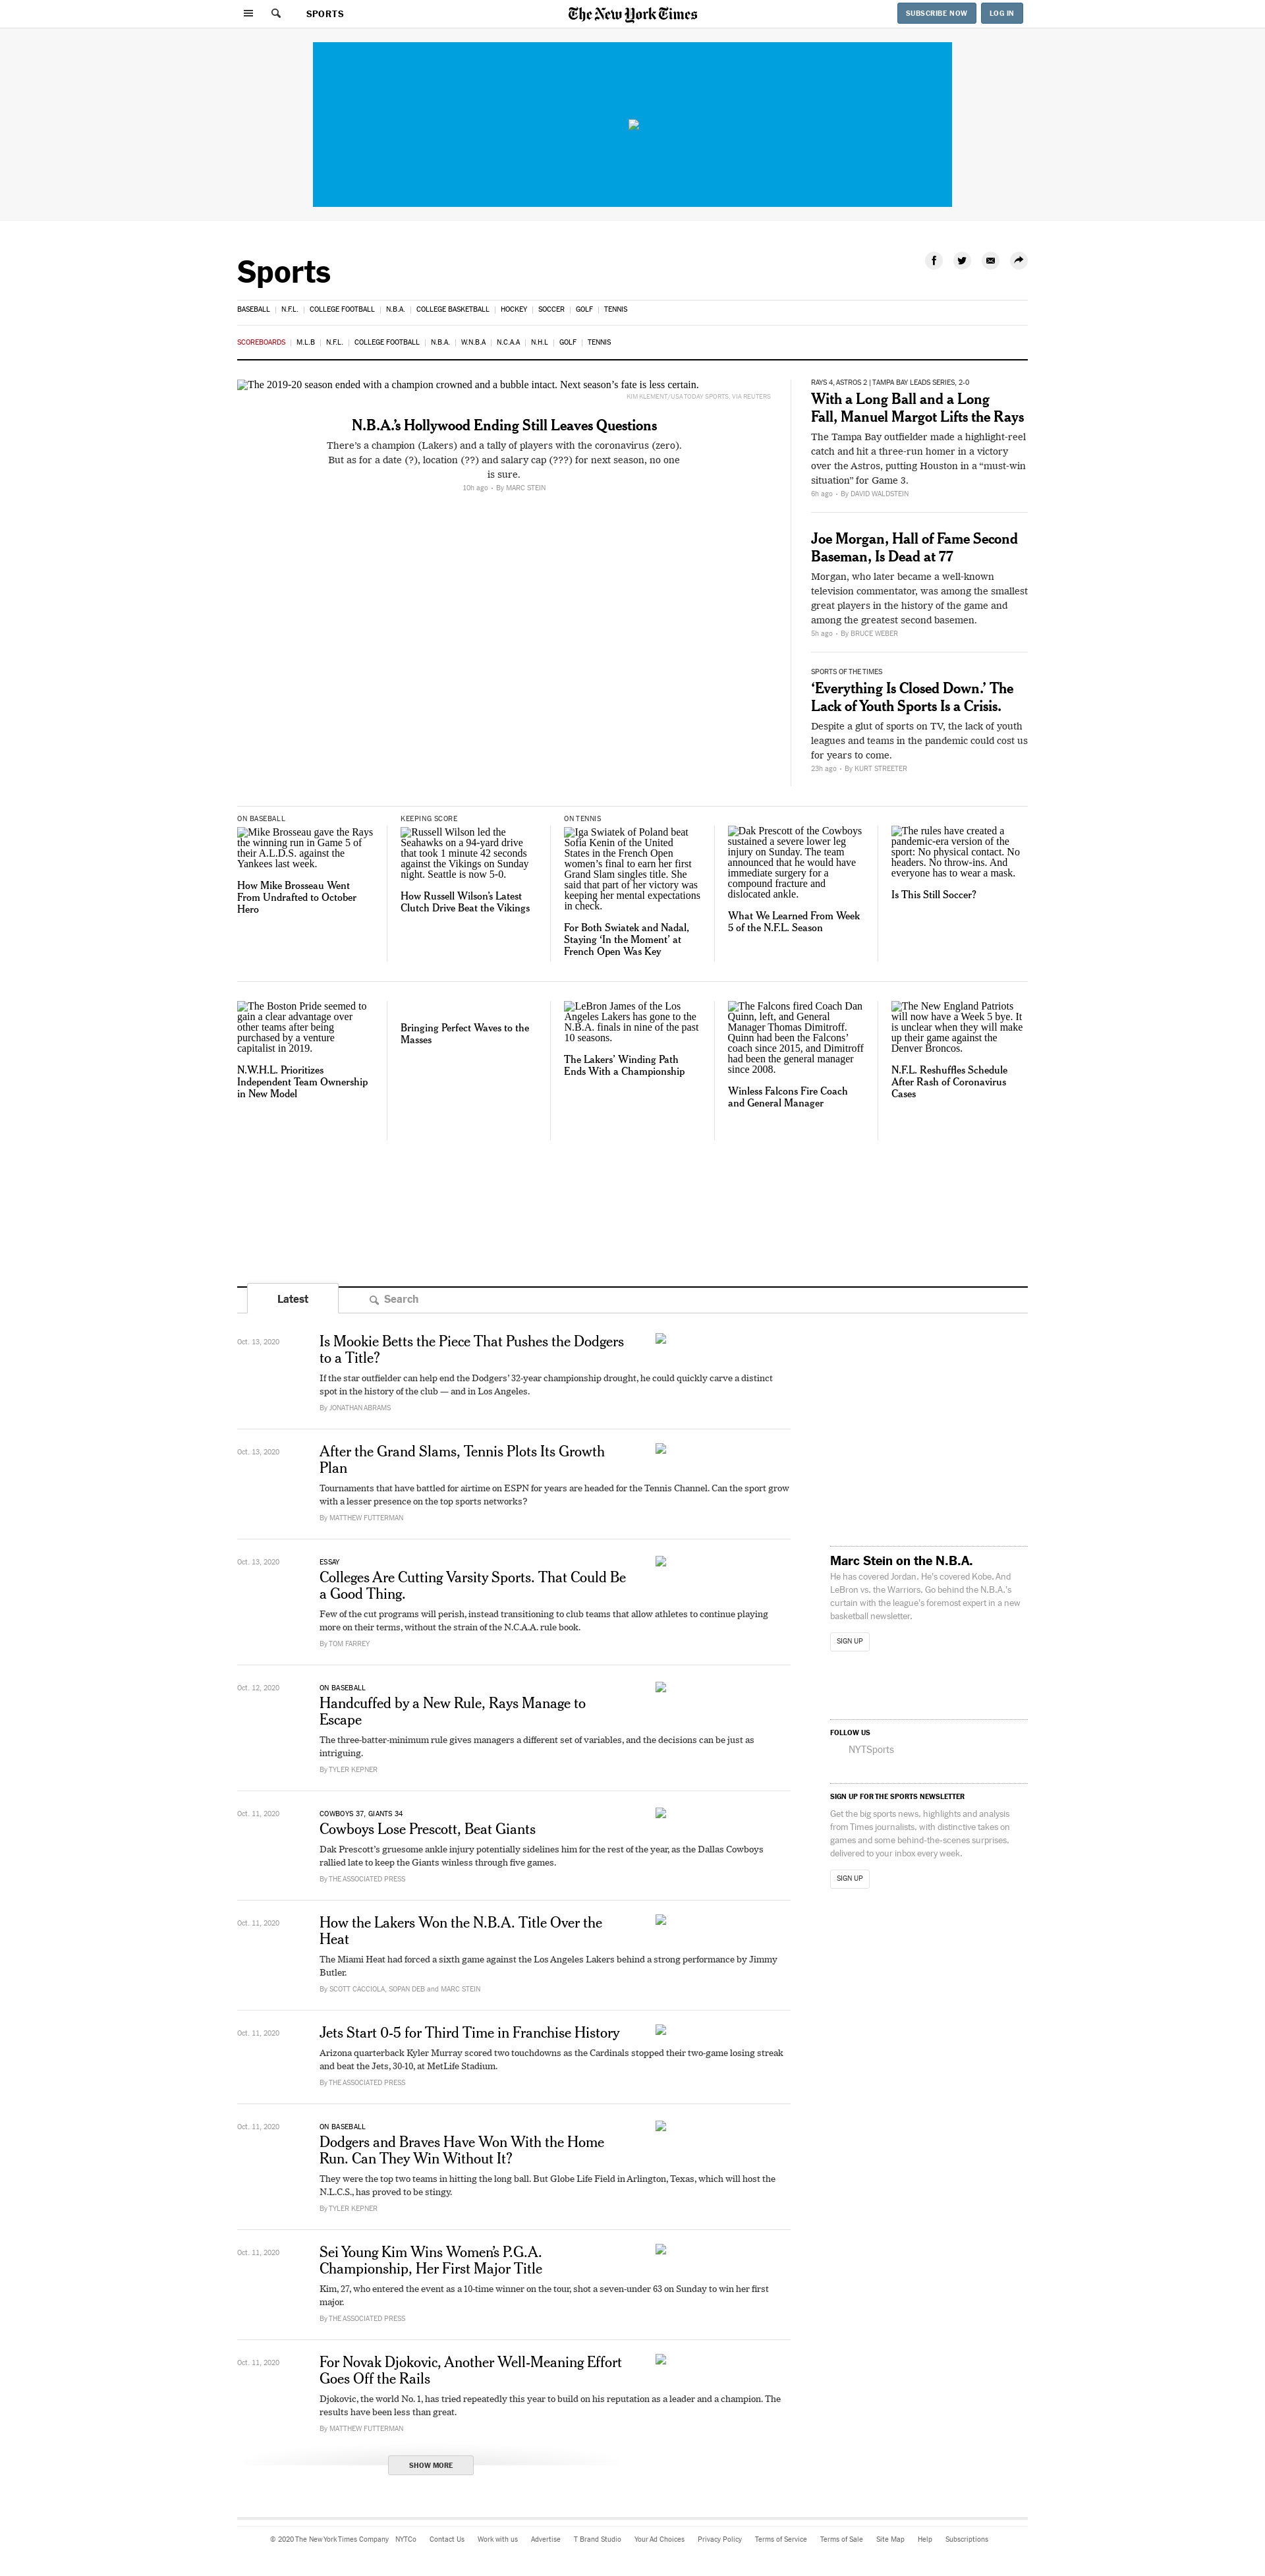 SPORTS
The New York Times
SUBSCRIBE NOW
LOG IN
Sports
BASEBALL | N.F.L. | COLLEGE FOOTBALL | N.B.A. | COLLEGE BASKETBALL | HOCKEY | SOCCER | GOLF | TENNIS
SCOREBOARDS | M.L.B | N.F.L. | COLLEGE FOOTBALL | N.B.A. | W.N.B.A | N.C.A.A | N.H.L | GOLF | TENNIS
The 2019-20 season ended with a champion crowned and a bubble intact. Next season’s fate is less certain.
KIM KLEMENT/USA TODAY SPORTS, VIA REUTERS
N.B.A.’s Hollywood Ending Still Leaves Questions
There’s a champion (Lakers) and a tally of players with the coronavirus (zero).
But as for a date (?), location (??) and salary cap (???) for next season, no one
is sure.
10h ago - By MARC STEIN
RAYS 4, ASTROS 2 | TAMPA BAY LEADS SERIES, 2-0
With a Long Ball and a Long
Fall, Manuel Margot Lifts the Rays
The Tampa Bay outfielder made a highlight-reel
catch and hit a three-run homer in a victory
over the Astros, putting Houston in a “must-win
situation” for Game 3.
6h ago - By DAVID WALDSTEIN
Joe Morgan, Hall of Fame Second
Baseman, Is Dead at 77
Morgan, who later became a well-known
television commentator, was among the smallest
great players in the history of the game and
among the greatest second basemen.
5h ago - By BRUCE WEBER
SPORTS OF THE TIMES
‘Everything Is Closed Down.’ The
Lack of Youth Sports Is a Crisis.
Despite a glut of sports on TV, the lack of youth
leagues and teams in the pandemic could cost us
for years to come.
23h ago - By KURT STREETER
ON BASEBALL
Mike Brosseau gave the Rays
the winning run in Game 5 of
their A.L.D.S. against the
Yankees last week.
How Mike Brosseau Went
From Undrafted to October
Hero
KEEPING SCORE
Russell Wilson led the
Seahawks on a 94-yard drive
that took 1 minute 42 seconds
against the Vikings on Sunday
night. Seattle is now 5-0.
How Russell Wilson’s Latest
Clutch Drive Beat the Vikings
ON TENNIS
Iga Swiatek of Poland beat
Sofia Kenin of the United
States in the French Open
women’s final to earn her first
Grand Slam singles title. She
said that part of her victory was
keeping her mental expectations
in check.
For Both Swiatek and Nadal,
Staying ‘In the Moment’ at
French Open Was Key
Dak Prescott of the Cowboys
sustained a severe lower leg
injury on Sunday. The team
announced that he would have
immediate surgery for a
compound fracture and
dislocated ankle.
What We Learned From Week
5 of the N.F.L. Season
The rules have created a
pandemic-era version of the
sport: No physical contact. No
headers. No throw-ins. And
everyone has to wear a mask.
Is This Still Soccer?
The Boston Pride seemed to
gain a clear advantage over
other teams after being
purchased by a venture
capitalist in 2019.
N.W.H.L. Prioritizes
Independent Team Ownership
in New Model
Bringing Perfect Waves to the
Masses
LeBron James of the Los
Angeles Lakers has gone to the
N.B.A. finals in nine of the past
10 seasons.
The Lakers’ Winding Path
Ends With a Championship
The Falcons fired Coach Dan
Quinn, left, and General
Manager Thomas Dimitroff.
Quinn had been the Falcons’
coach since 2015, and Dimitroff
had been the general manager
since 2008.
Winless Falcons Fire Coach
and General Manager
The New England Patriots
will now have a Week 5 bye. It
is unclear when they will make
up their game against the
Denver Broncos.
N.F.L. Reshuffles Schedule
After Rash of Coronavirus
Cases
Latest
Search
Oct. 13, 2020
Is Mookie Betts the Piece That Pushes the Dodgers
to a Title?
If the star outfielder can help end the Dodgers’ 32-year championship drought, he could quickly carve a distinct
spot in the history of the club — and in Los Angeles.
By JONATHAN ABRAMS
Oct. 13, 2020
After the Grand Slams, Tennis Plots Its Growth
Plan
Tournaments that have battled for airtime on ESPN for years are headed for the Tennis Channel. Can the sport grow
with a lesser presence on the top sports networks?
By MATTHEW FUTTERMAN
Oct. 13, 2020
ESSAY
Colleges Are Cutting Varsity Sports. That Could Be
a Good Thing.
Few of the cut programs will perish, instead transitioning to club teams that allow athletes to continue playing
more on their terms, without the strain of the N.C.A.A. rule book.
By TOM FARREY
Oct. 12, 2020
ON BASEBALL
Handcuffed by a New Rule, Rays Manage to
Escape
The three-batter-minimum rule gives managers a different set of variables, and the decisions can be just as
intriguing.
By TYLER KEPNER
Oct. 11, 2020
COWBOYS 37, GIANTS 34
Cowboys Lose Prescott, Beat Giants
Dak Prescott’s gruesome ankle injury potentially sidelines him for the rest of the year, as the Dallas Cowboys
rallied late to keep the Giants winless through five games.
By THE ASSOCIATED PRESS
Oct. 11, 2020
How the Lakers Won the N.B.A. Title Over the
Heat
The Miami Heat had forced a sixth game against the Los Angeles Lakers behind a strong performance by Jimmy
Butler.
By SCOTT CACCIOLA, SOPAN DEB and MARC STEIN
Oct. 11, 2020
Jets Start 0-5 for Third Time in Franchise History
Arizona quarterback Kyler Murray scored two touchdowns as the Cardinals stopped their two-game losing streak
and beat the Jets, 30-10, at MetLife Stadium.
By THE ASSOCIATED PRESS
Oct. 11, 2020
ON BASEBALL
Dodgers and Braves Have Won With the Home
Run. Can They Win Without It?
They were the top two teams in hitting the long ball. But Globe Life Field in Arlington, Texas, which will host the
N.L.C.S., has proved to be stingy.
By TYLER KEPNER
Oct. 11, 2020
Sei Young Kim Wins Women’s P.G.A.
Championship, Her First Major Title
Kim, 27, who entered the event as a 10-time winner on the tour, shot a seven-under 63 on Sunday to win her first
major.
By THE ASSOCIATED PRESS
Oct. 11, 2020
For Novak Djokovic, Another Well-Meaning Effort
Goes Off the Rails
Djokovic, the world No. 1, has tried repeatedly this year to build on his reputation as a leader and a champion. The
results have been less than great.
By MATTHEW FUTTERMAN
SHOW MORE
Marc Stein on the N.B.A.
He has covered Jordan. He’s covered Kobe. And
LeBron vs. the Warriors. Go behind the N.B.A.’s
curtain with the league’s foremost expert in a new
basketball newsletter.
SIGN UP
FOLLOW US
NYTSports
SIGN UP FOR THE SPORTS NEWSLETTER
Get the big sports news, highlights and analysis
from Times journalists, with distinctive takes on
games and some behind-the-scenes surprises,
delivered to your inbox every week.
SIGN UP
© 2020 The New York Times Company NYTCo Contact Us Work with us Advertise T Brand Studio Your Ad Choices Privacy Policy Terms of Service Terms of Sale Site Map Help Subscriptions